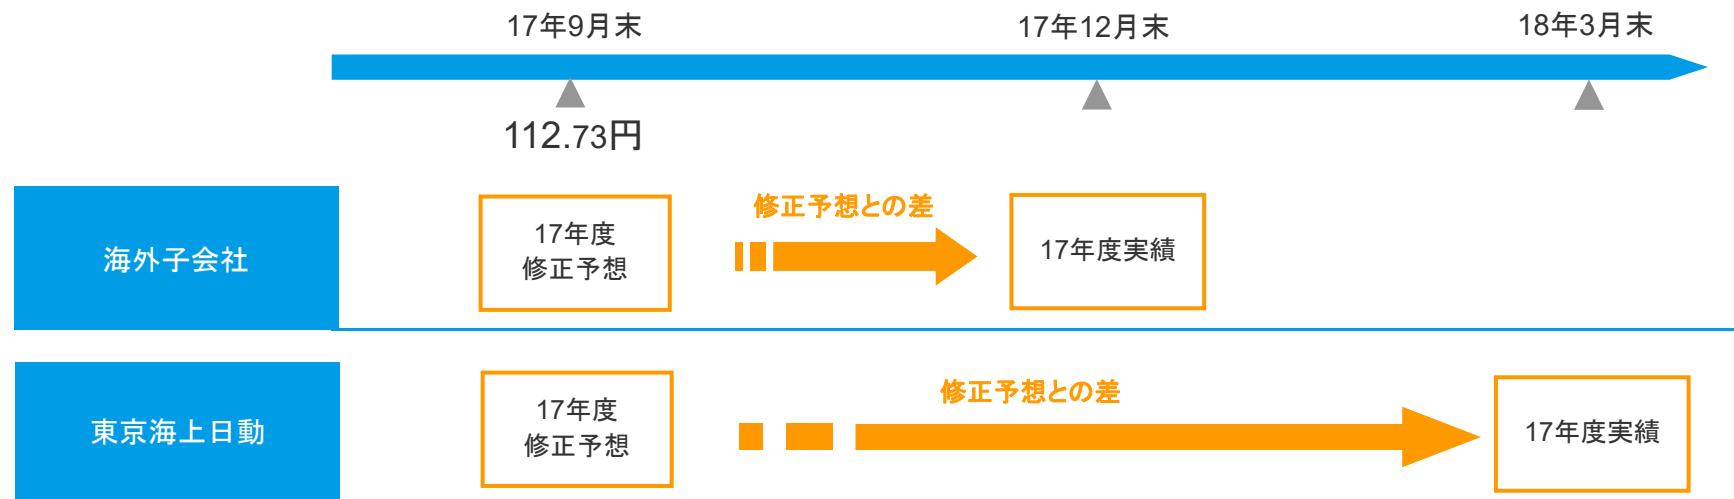 17年9月末
17年12月末
18年3月末
112.73円
海外子会社
17年度
修正予想
修正予想との差
17年度実績
東京海上日動
17年度
修正予想
修正予想との差
17年度実績